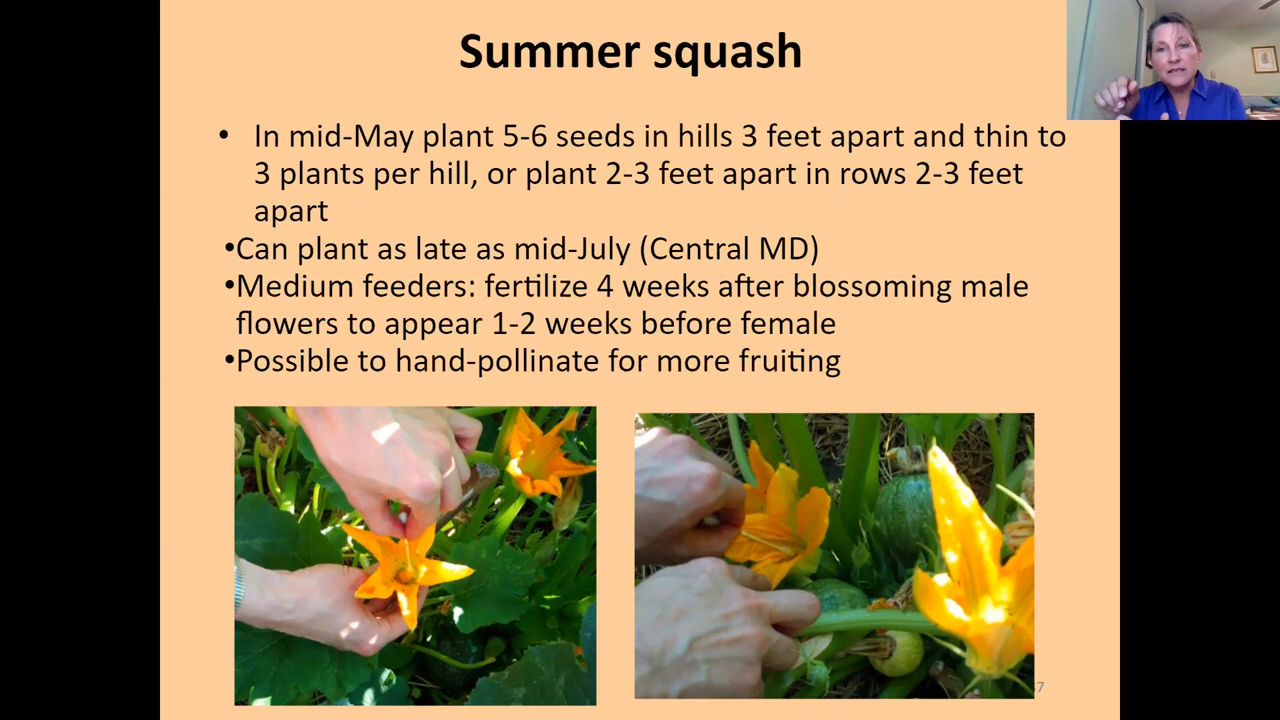 Summer squash
• In mid-May plant 5-6 seeds in hills 3 feet apart and thin to
3 plants per hill, or plant 2-3 feet apart in rows 2-3 feet
apart
•Can plant as late as mid-July (Central MD)
•Medium feeders: fertilize 4 weeks after blossoming male
flowers to appear 1-2 weeks before female
•Possible to hand-pollinate for more fruiting
7